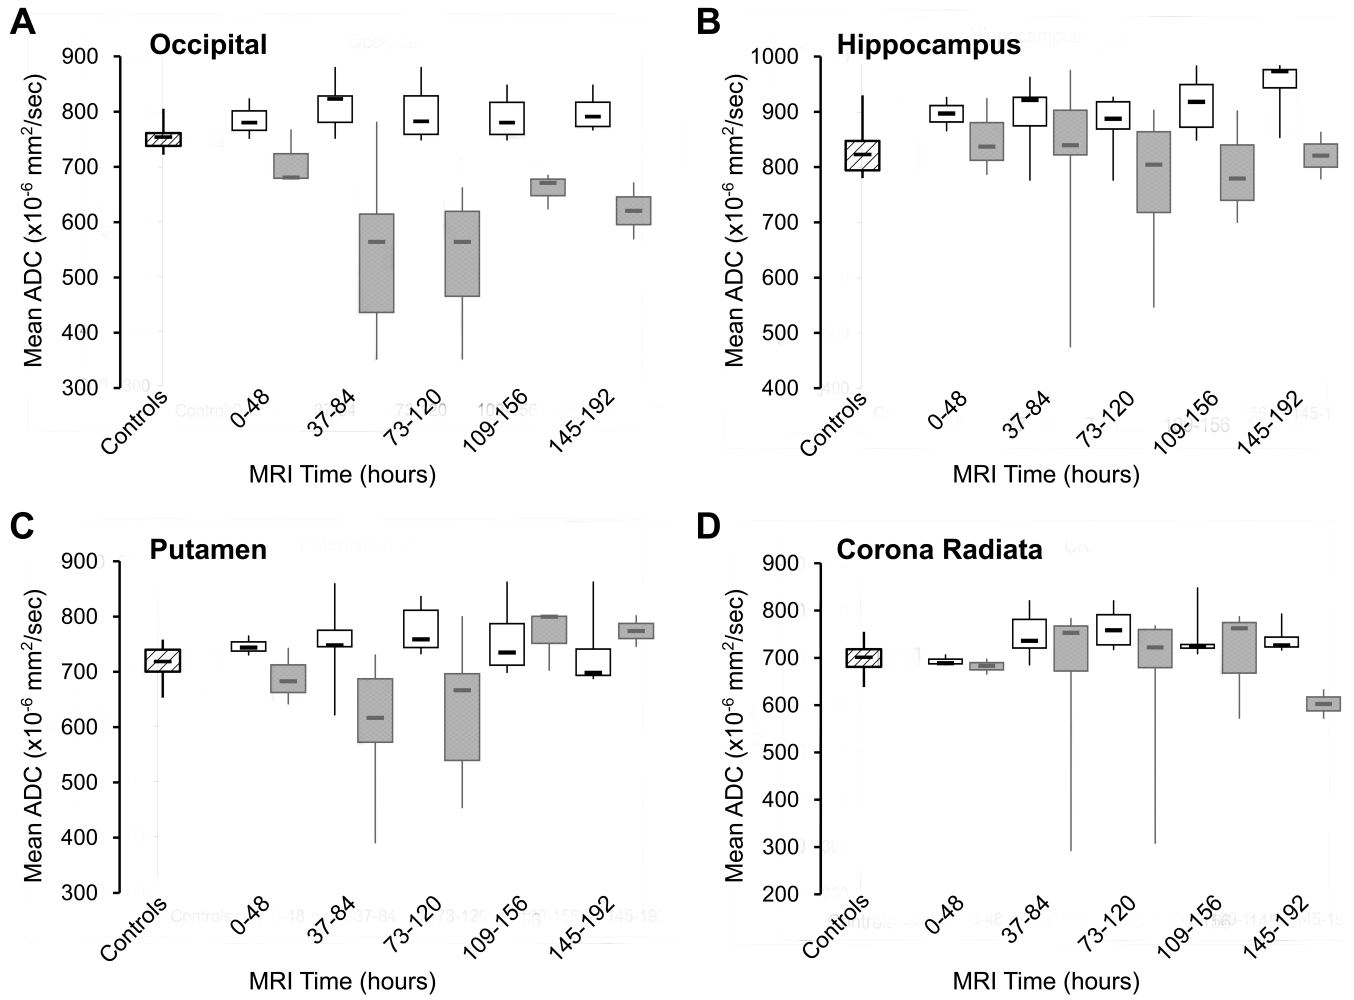 A
Occipital
900
800
700
600
500
400
300
Mean ADC (x10-6 mm2/sec)
Controls
0-48
37-84
73-120
109-156
145-192
MRI Time (hours)
B
Hippocampus
1000
900
800
700
600
500
400
Mean ADC (x10-6 mm2/sec)
Controls
0-48
37-84
73-120
109-156
145-192
MRI Time (hours)
C
Putamen
900
800
700
600
500
400
300
Mean ADC (x10-6 mm2/sec)
Controls
0-48
37-84
73-120
109-156
145-192
MRI Time (hours)
D
Corona Radiata
900
800
700
600
500
400
300
200
Mean ADC (x10-6 mm2/sec)
Controls
0-48
37-84
73-120
109-156
145-192
MRI Time (hours)